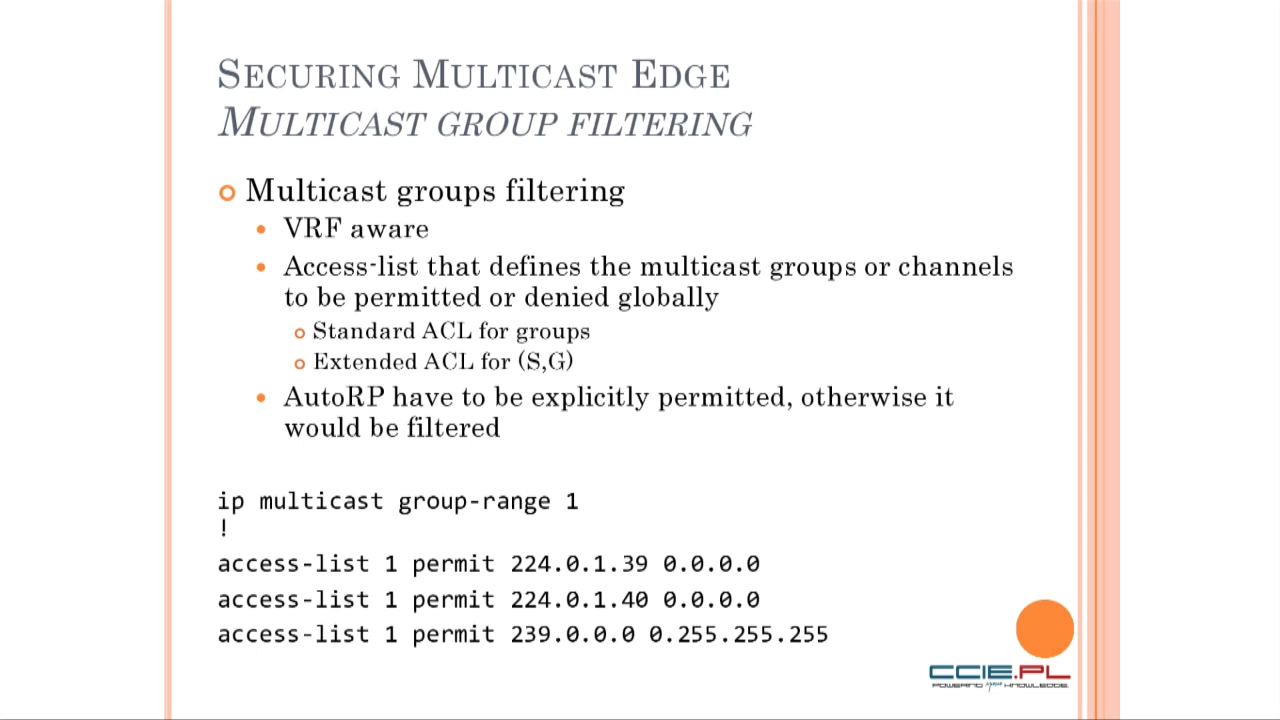 SECURING MULTICAST EDGE
MULTICAST GROUP FILTERING
Multicast groups filtering
VRF aware
Access-list that defines the multicast groups or channels
to be permitted or denied globally
Standard ACL for groups
Extended ACL for (S,G)
AutoRP have to be explicitly permitted, otherwise it
would be filtered
ip multicast group-range 1
!
access-list 1 permit 224.0.1.39 0.0.0.0
access-list 1 permit 224.0.1.40 0.0.0.0
access-list 1 permit 239.0.0.0 0.255.255.255
CCIE.PL
POWERING your KNOWLEDGE